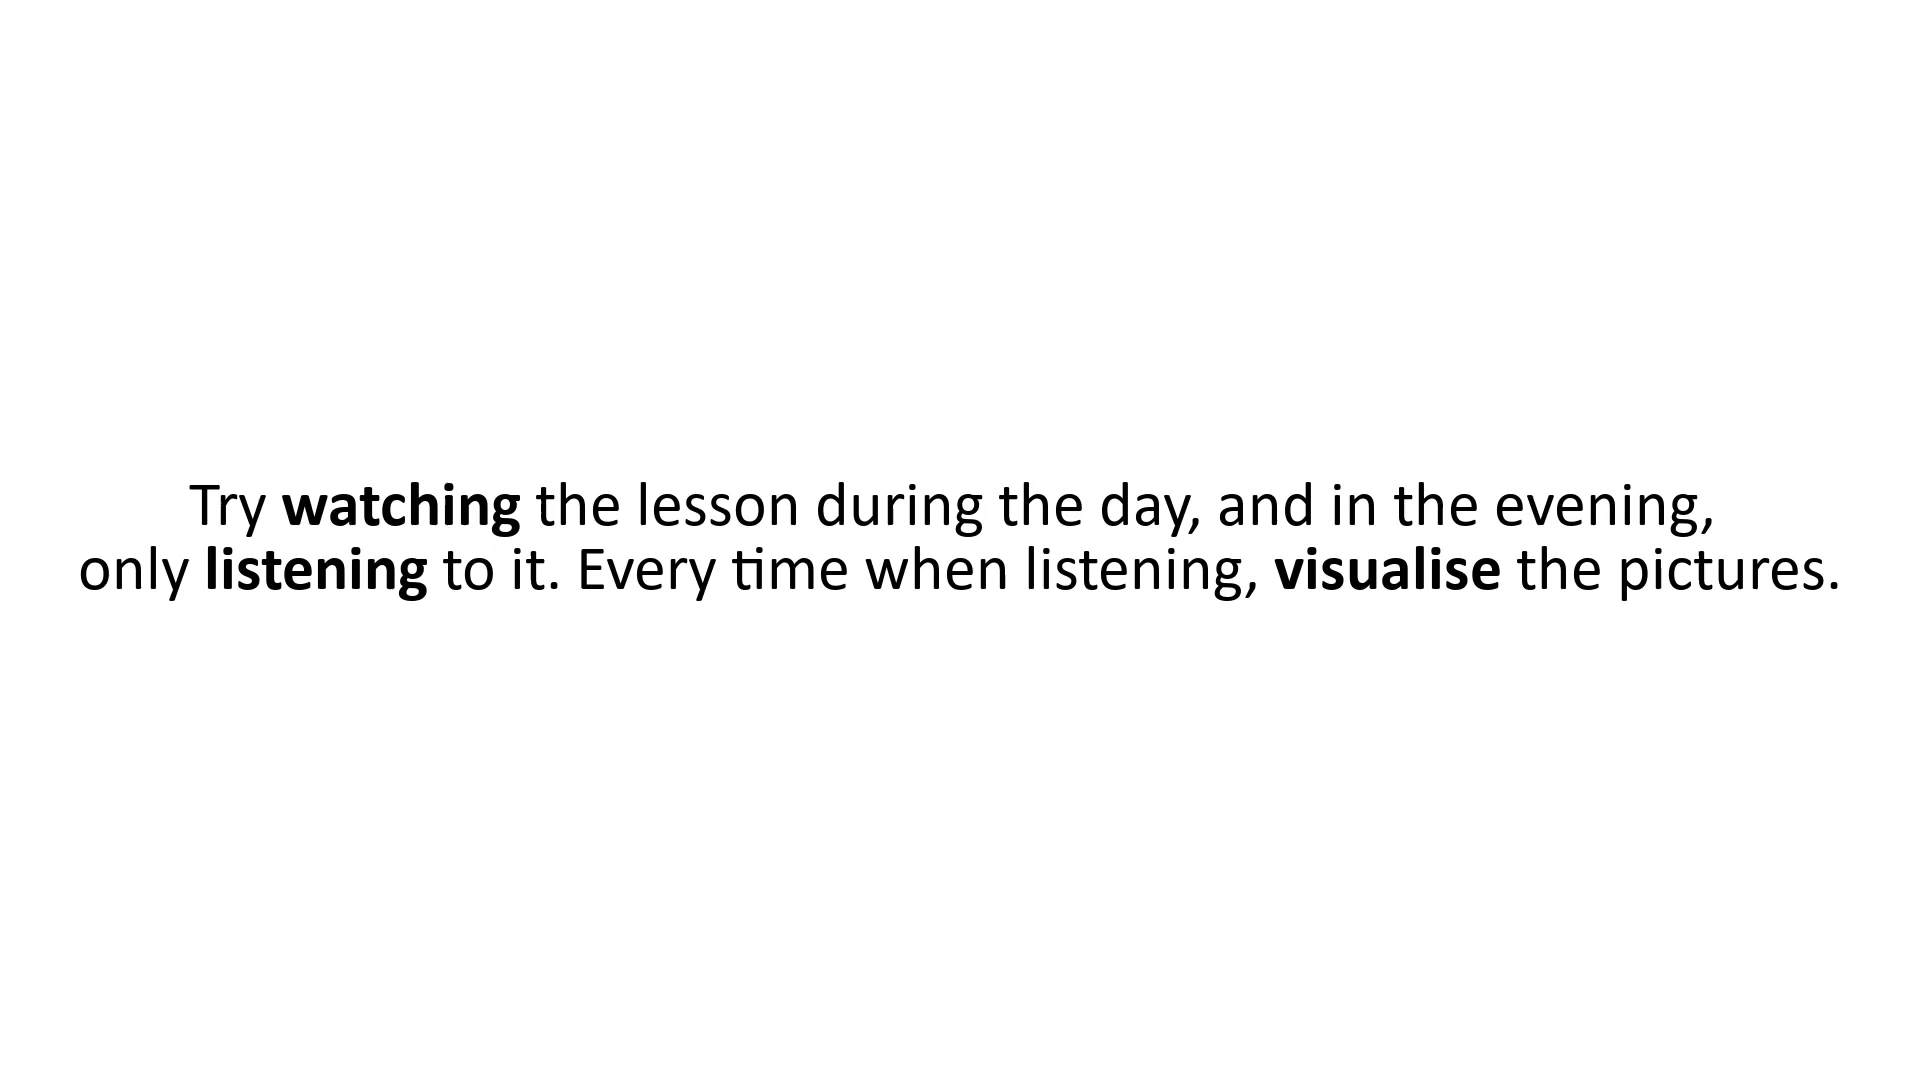 Try watching the lesson during the day, and in the evening,
only listening to it. Every time when listening, visualise the pictures.